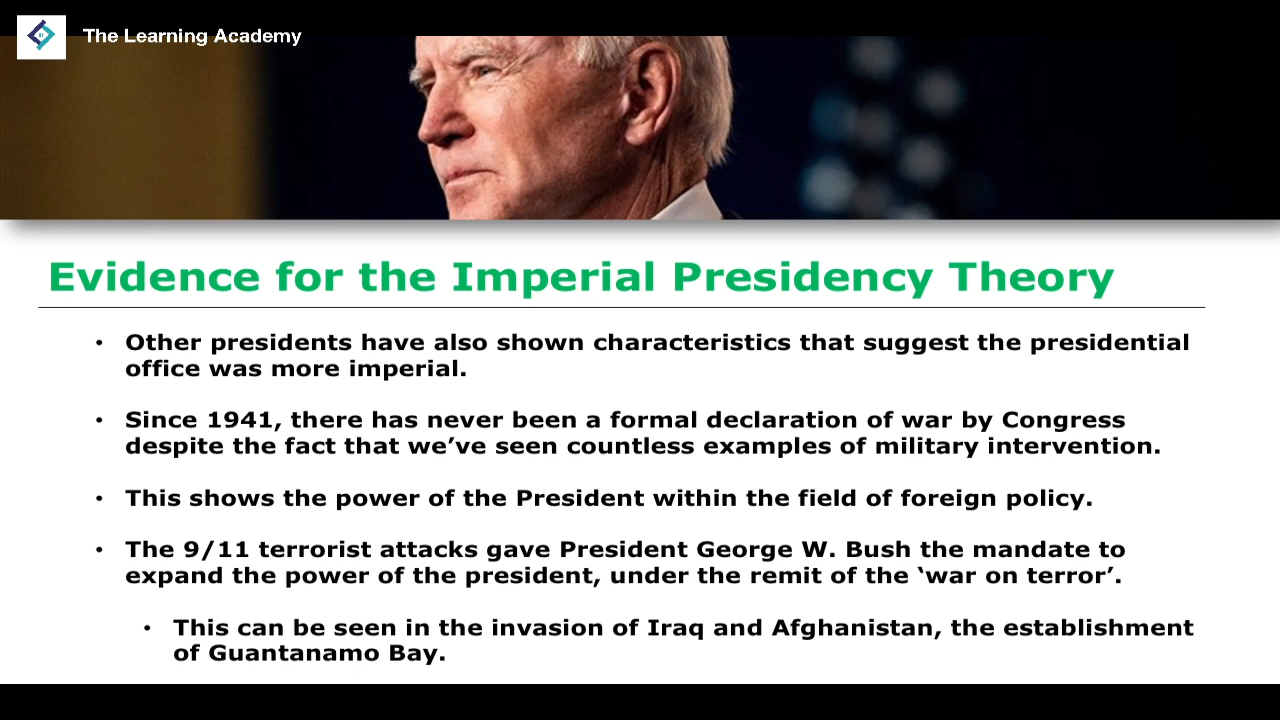 The Learning Academy
Evidence for the Imperial Presidency Theory
• Other presidents have also shown characteristics that suggest the presidential
office was more imperial.
• Since 1941, there has never been a formal declaration of war by Congress
despite the fact that we’ve seen countless examples of military intervention.
• This shows the power of the President within the field of foreign policy.
• The 9/11 terrorist attacks gave President George W. Bush the mandate to
expand the power of the president, under the remit of the ‘war on terror’.
• This can be seen in the invasion of Iraq and Afghanistan, the establishment
of Guantanamo Bay.